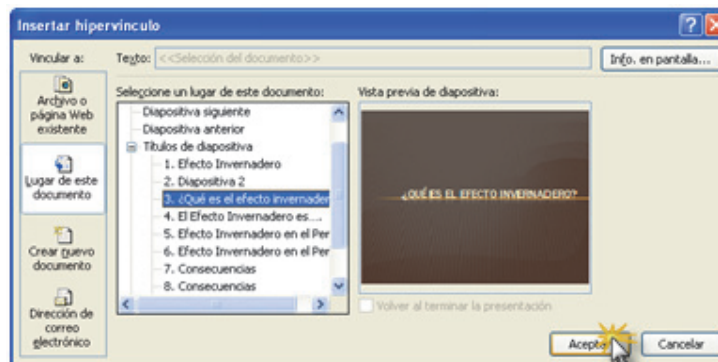 Insertar hipervínculo
Vincular a:
Texto: <<Selección del documento>>
Info. en pantalla...
Archivo o
página Web
existente
Lugar de este
documento
Crear nuevo
documento
Dirección de
correo
electrónico
Seleccione un lugar de este documento:
Diapositiva siguiente
Diapositiva anterior
Títulos de diapositiva
1. Efecto Invernadero
2. Diapositiva 2
3. ¿Qué es el efecto invernader
4. El Efecto Invernadero es....
5. Efecto Invernadero en el Per
6. Efecto Invernadero en el Per
7. Consecuencias
8. Consecuencias
Vista previa de diapositiva:
¿QUÉ ES EL EFECTO INVERNADERO?
Volver al terminar la presentación
Acept
Cancelar